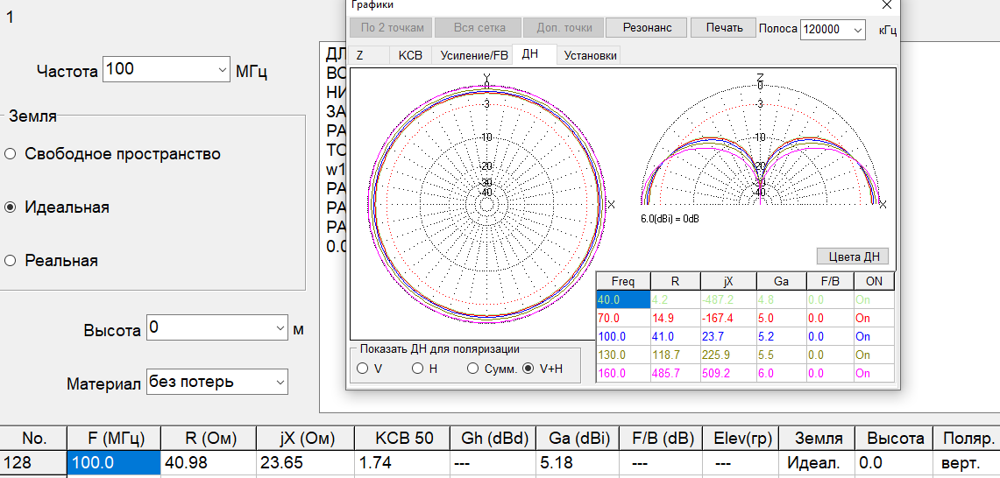 Графики
1
По 2 точкам Вся сетка Доп. точки Резонанс Печать Полоса 120000 кГц
Частота 100 МГц
Z КСВ Усиление/FB ДН Установки
Земля
Свободное пространство
Идеальная
Реальная
Высота 0 м
Материал без потерь
ДЛ
ВО
НИ
ЗА
РА
ТО
w1
РА
РА
РА
0.0
Y
0
-3
-10
-20
-30
-40
X
Z
0
-3
-10
-20
-30
-40
X
6.0(dBi) = 0dB
Цвета ДН
Freq R jX Ga F/B ON
40.0 4.2 -487.2 4.8 0.0 On
70.0 14.9 -167.4 5.0 0.0 On
100.0 41.0 23.7 5.2 0.0 On
130.0 118.7 225.9 5.5 0.0 On
160.0 485.7 509.2 6.0 0.0 On
Показать ДН для поляризации
V H Сумм. V+H
No. F (МГц) R (Ом) jX (Ом) КСВ 50 Gh (dBd) Ga (dBi) F/B (dB) Elev(гр) Земля Высота Поляр.
128 100.0 40.98 23.65 1.74 --- 5.18 --- --- Идеал. 0.0 верт.